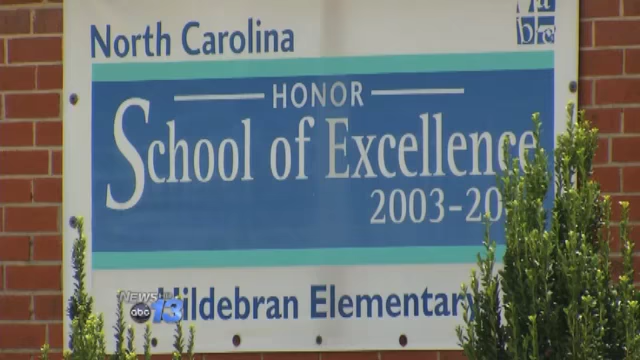 North Carolina
HONOR
School of Excellence
2003-20
Hildebran Elementary
NEWS
abc 13